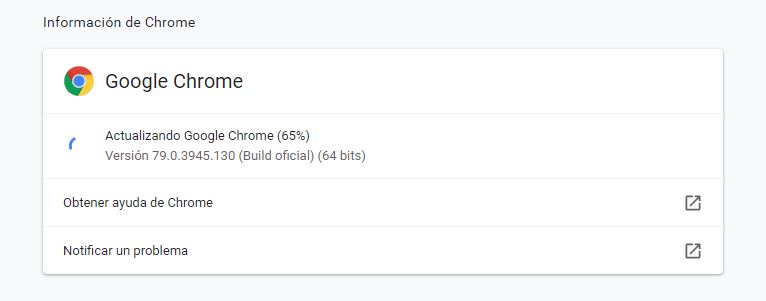 Información de Chrome
Google Chrome
Actualizando Google Chrome (65%)
Versión 79.0.3945.130 (Build oficial) (64 bits)
Obtener ayuda de Chrome
Notificar un problema